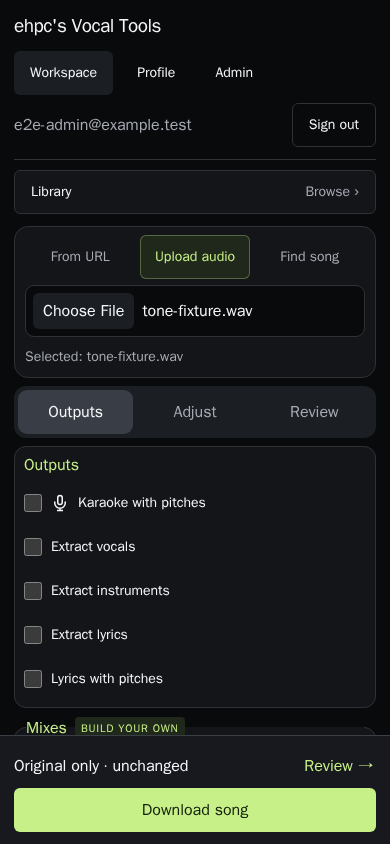 ehpc's Vocal Tools
Workspace Profile Admin
e2e-admin@example.test Sign out
Library Browse ›
From URL Upload audio Find song
Choose File tone-fixture.wav
Selected: tone-fixture.wav
Outputs Adjust Review
Outputs
Karaoke with pitches
Extract vocals
Extract instruments
Extract lyrics
Lyrics with pitches
Mixes BUILD YOUR OWN
Original only · unchanged Review →
Download song